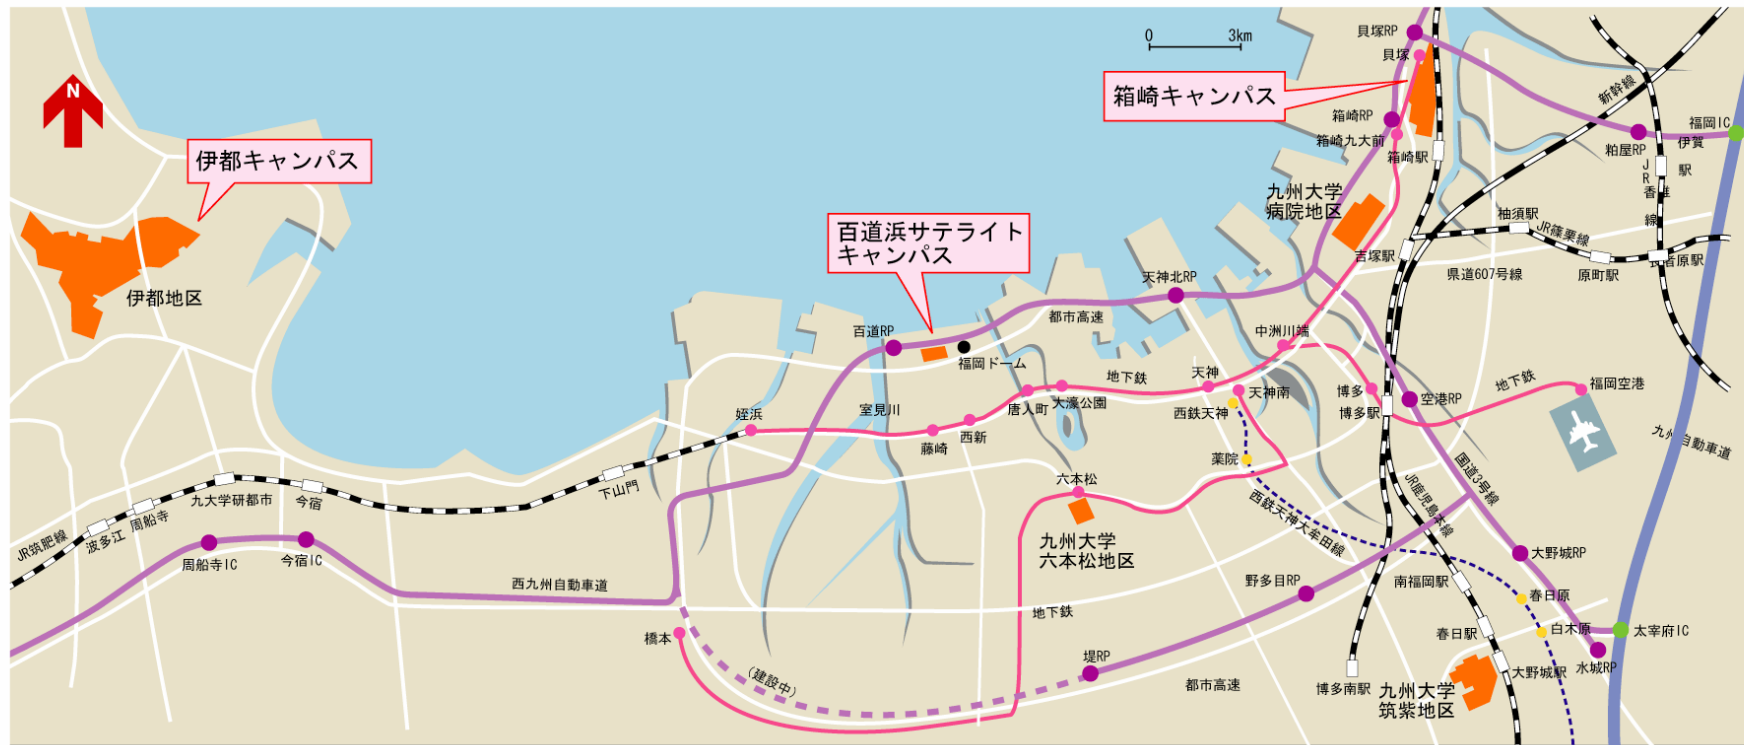 N
0
3km
箱崎キャンパス
貝塚RP
貝塚
箱崎RP
箱崎九大前
箱崎駅
新幹線
福岡IC
粕屋RP
伊賀
駅
JR
香椎
線
伊都キャンパス
伊都地区
九州大学
病院地区
吉塚駅
柚須駅
JR篠栗線
原町駅
長者原駅
県道607号線
百道浜サテライト
キャンパス
天神北RP
都市高速
百道RP
福岡ドーム
中洲川端
地下鉄
天神
天神南
西鉄天神
博多
博多駅
空港RP
地下鉄
福岡空港
九州自動車道
姪浜
室見川
藤崎
西新
唐人町
大濠公園
薬院
六本松
西鉄天神大牟田線
国道3号線
JR鹿児島本線
下山門
今宿
九大学研都市
周船寺
波多江
JR筑肥線
周船寺IC
今宿IC
西九州自動車道
九州大学
六本松地区
大野城RP
南福岡駅
野多目RP
春日原
地下鉄
橋本
春日駅
白木原
太宰府IC
水城RP
大野城駅
堤RP
(建設中)
都市高速
博多南駅
九州大学
筑紫地区